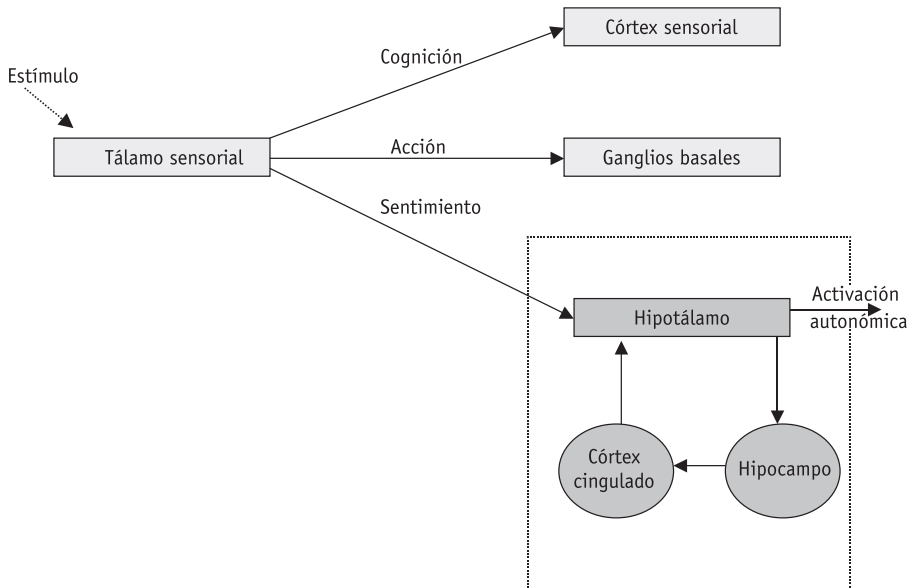 Córtex sensorial
Cognición
Estímulo
Tálamo sensorial
Acción
Ganglios basales
Sentimiento
Activación
autonómica
Hipotálamo
Córtex
cingulado
Hipocampo